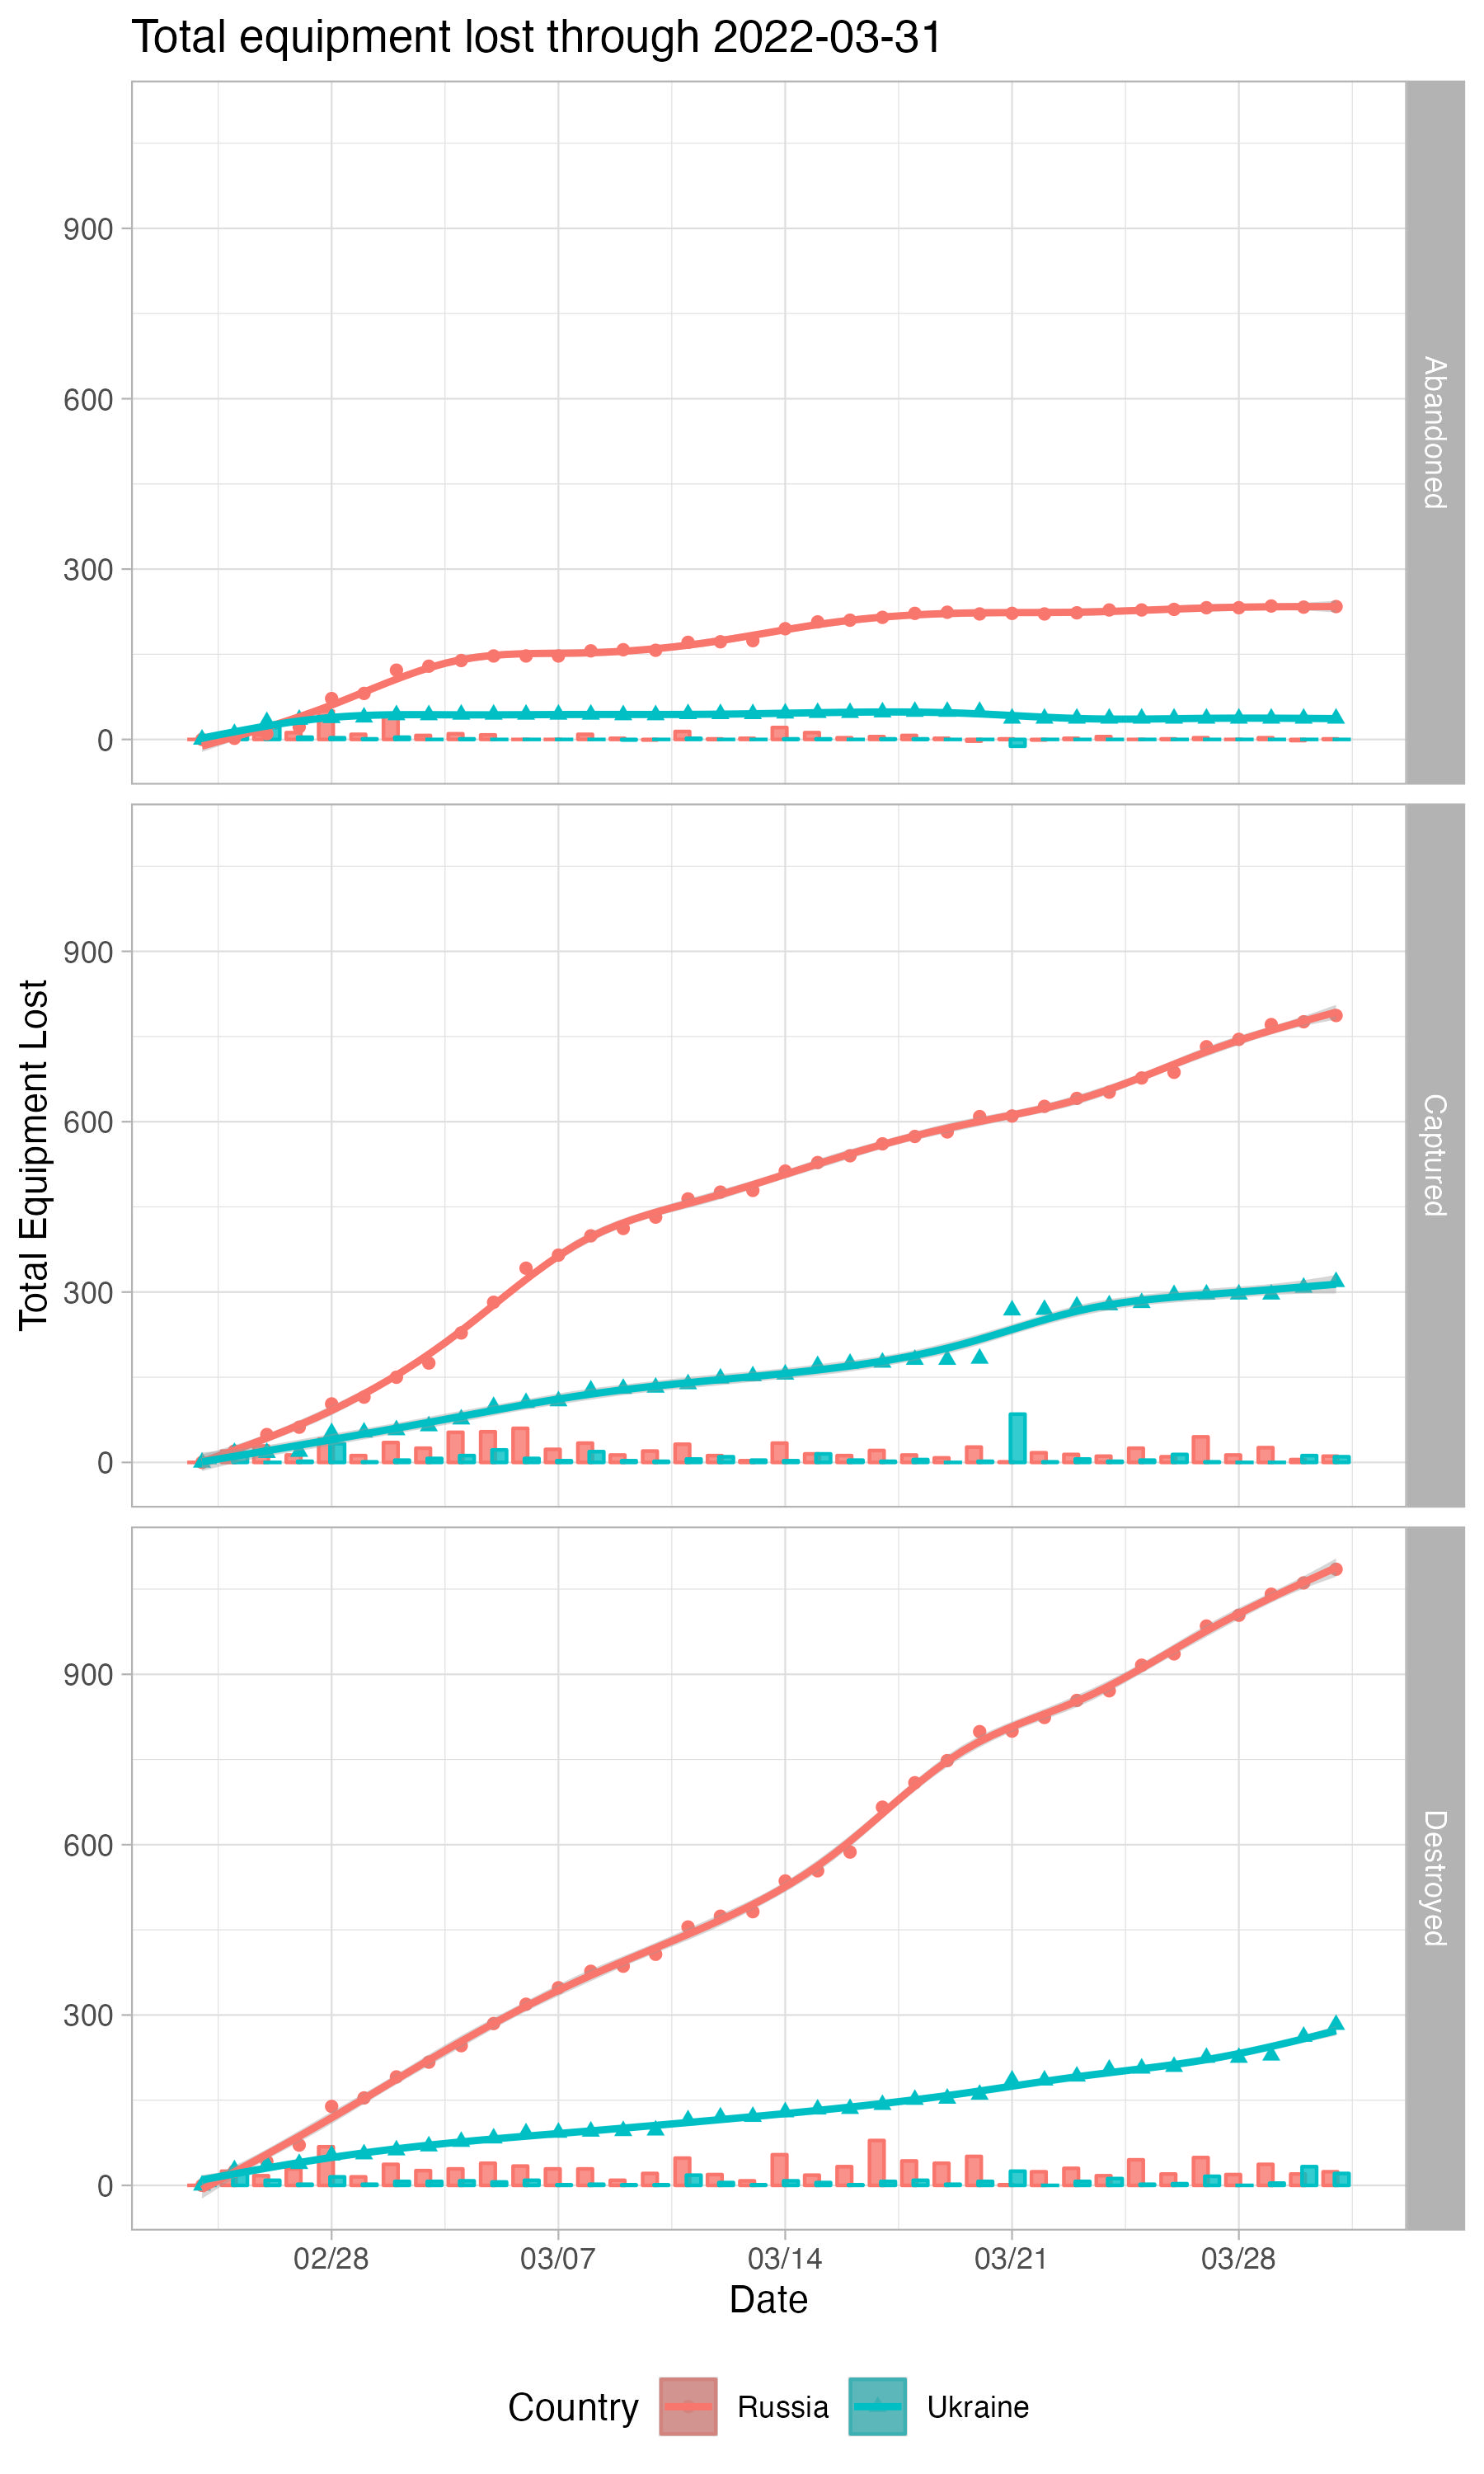 Total equipment lost through 2022-03-31
900
600
300
0
Abandoned
900
600
300
0
Captured
Total Equipment Lost
900
600
300
0
Destroyed
02/28 03/07 03/14 03/21 03/28
Date
Country Russia Ukraine